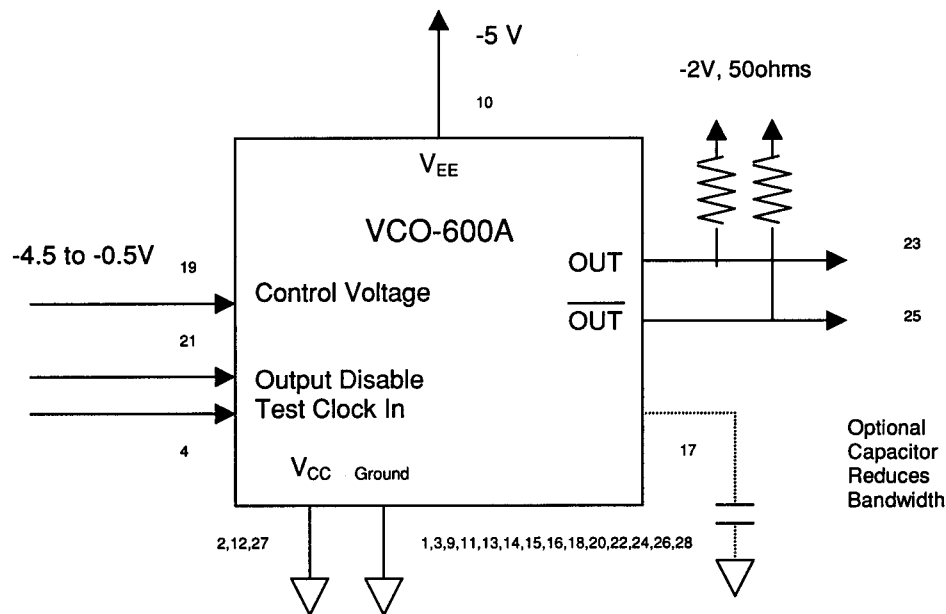 -5 V
-2V, 50ohms
10
VEE
VCO-600A
-4.5 to -0.5V
19
OUT
23
Control Voltage
OUT
25
21
Output Disable
Test Clock In
4
17
Optional
Capacitor
Reduces
Bandwidth
VCC Ground
2,12,27
1,3,9,11,13,14,15,16,18,20,22,24,26,28